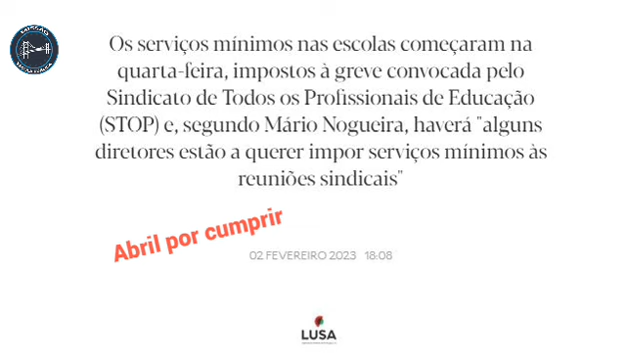 Os serviços mínimos nas escolas começaram na
quarta-feira, impostos à greve convocada pelo
Sindicato de Todos os Profissionais de Educação
(STOP) e, segundo Mário Nogueira, haverá "alguns
diretores estão a querer impor serviços mínimos às
reuniões sindicais"
Abril por cumprir
02 FEVEREIRO 2023 18:08
LUSA